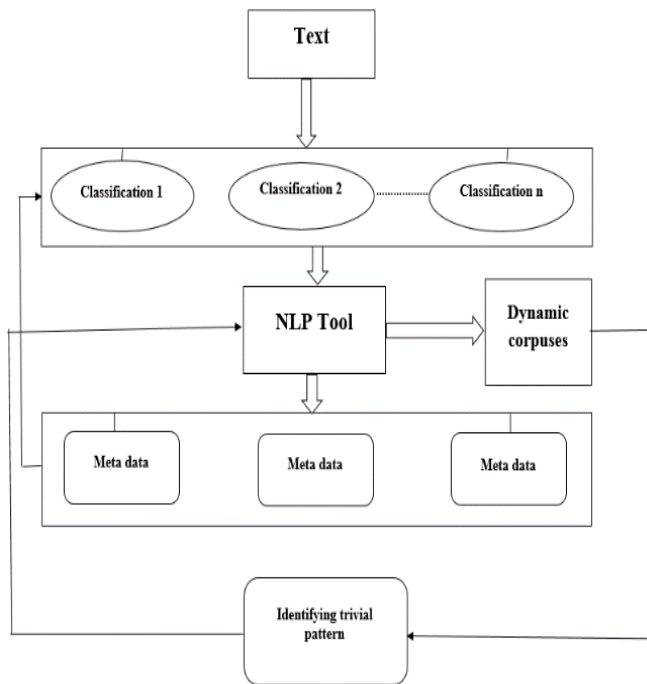 Text
Classification 1
Classification 2
Classification n
NLP Tool
Dynamic
corpuses
Meta data
Meta data
Meta data
Identifying trivial
pattern